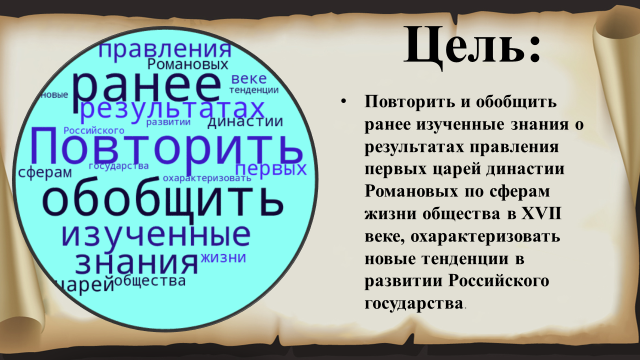 правления
Романовых
ранее веке
новые тенденции
результатах
развитии династии
Российского
Повторить
государства первых
сферам охарактеризовать
обобщить
изученные
знания жизни
царей общества
Цель:
• Повторить и обобщить
ранее изученные знания о
результатах правления
первых царей династии
Романовых по сферам
жизни общества в XVII
веке, охарактеризовать
новые тенденции в
развитии Российского
государства.